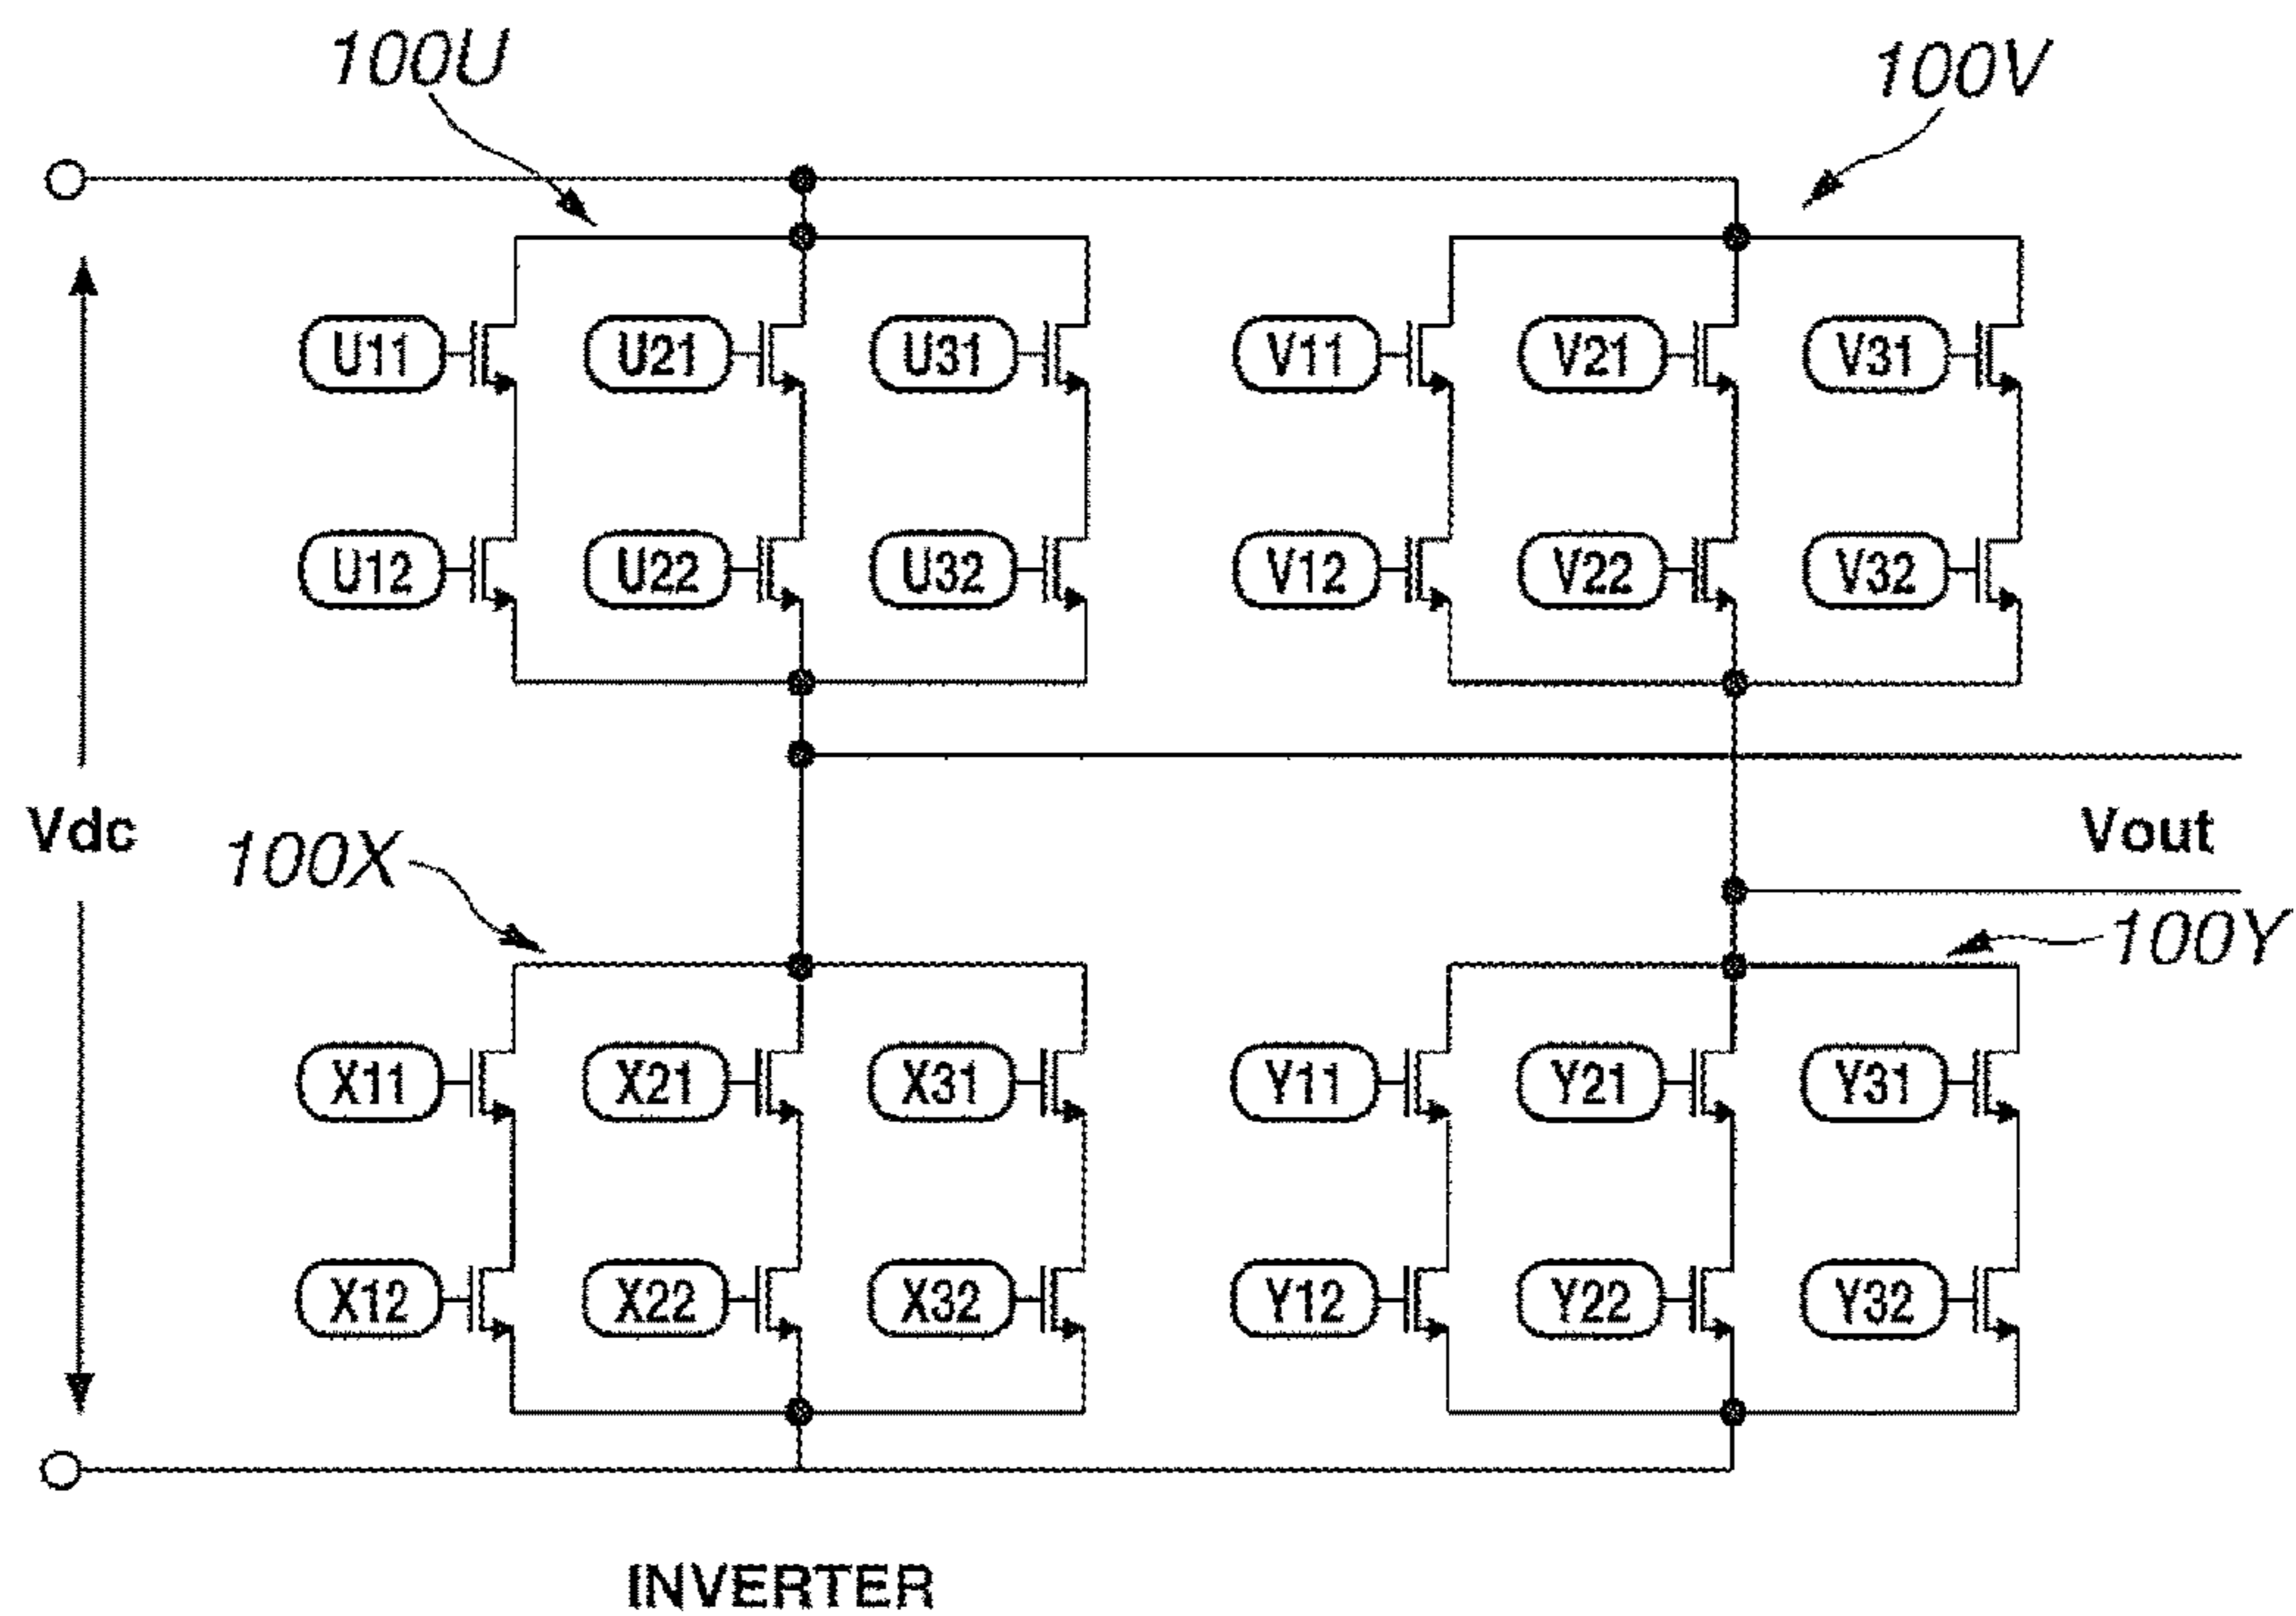 100U
100V
U11
U21
U31
V11
V21
V31
U12
U22
U32
V12
V22
V32
Vdc
Vout
100X
100Y
X11
X21
X31
Y11
Y21
Y31
X12
X22
X32
Y12
Y22
Y32
INVERTER